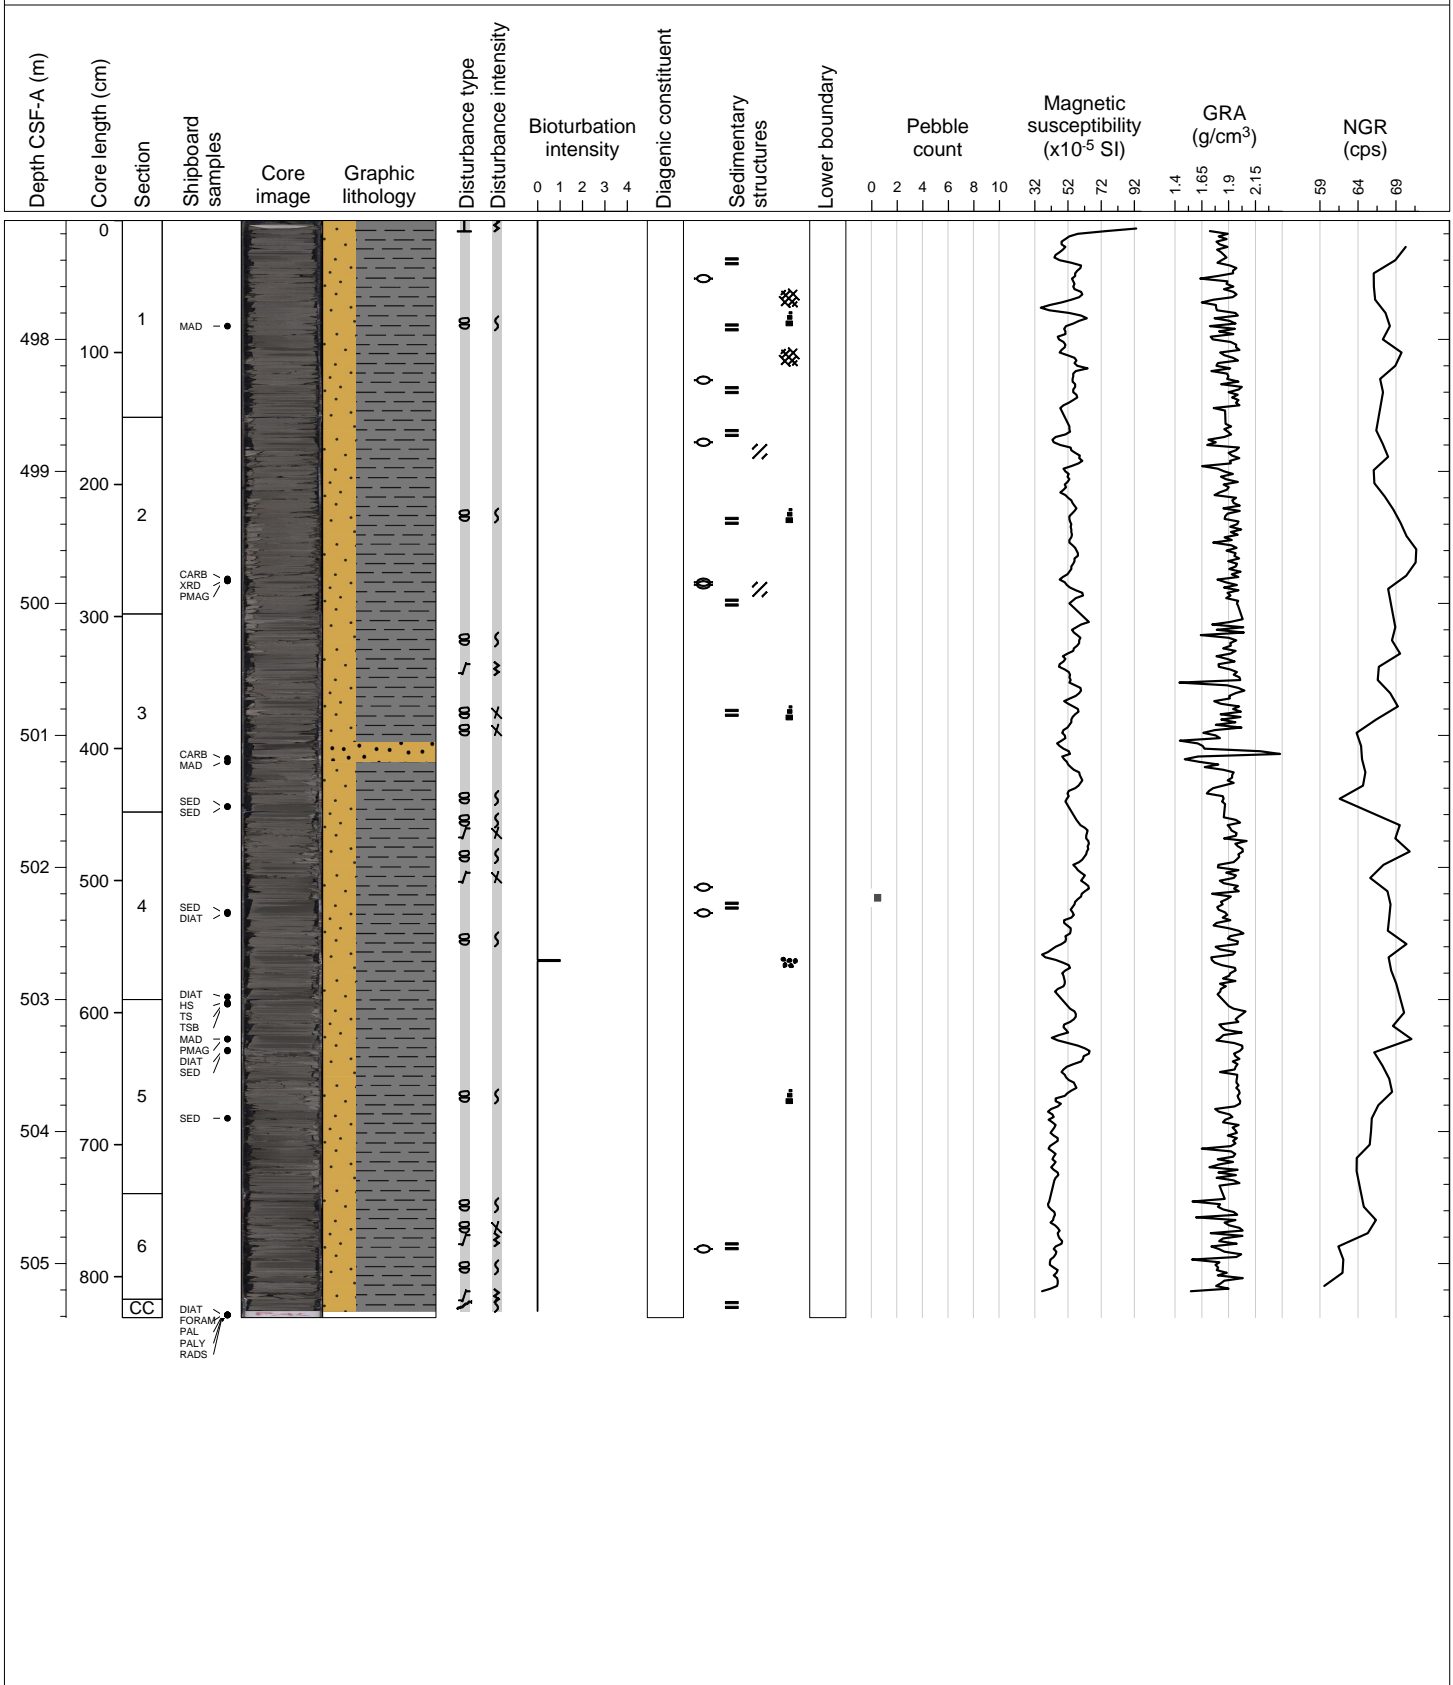 Depth CSF-A (m)
Core length (cm)
Section
Shipboard
samples
Core
image
Graphic
lithology
Disturbance type
Disturbance intensity
Bioturbation
intensity
0 1 2 3 4
Diagenic constituent
Sedimentary
structures
Lower boundary
Pebble
count
0 2 4 6 8 10
Magnetic
susceptibility
(x10-5 SI)
32 52 72 92
GRA
(g/cm3)
1.4 1.65 1.9 2.15
NGR
(cps)
59 64 69
0
1
MAD
498
100
499
200
2
CARB
XRD
PMAG
500
300
3
501
400
CARB
MAD
SED
SED
502
500
4
SED
DIAT
DIAT
503
HS
600
TS
TSB
MAD
PMAG
DIAT
SED
5
SED
504
700
6
505
800
CC
DIAT
FORAM
PAL
PALY
RADS